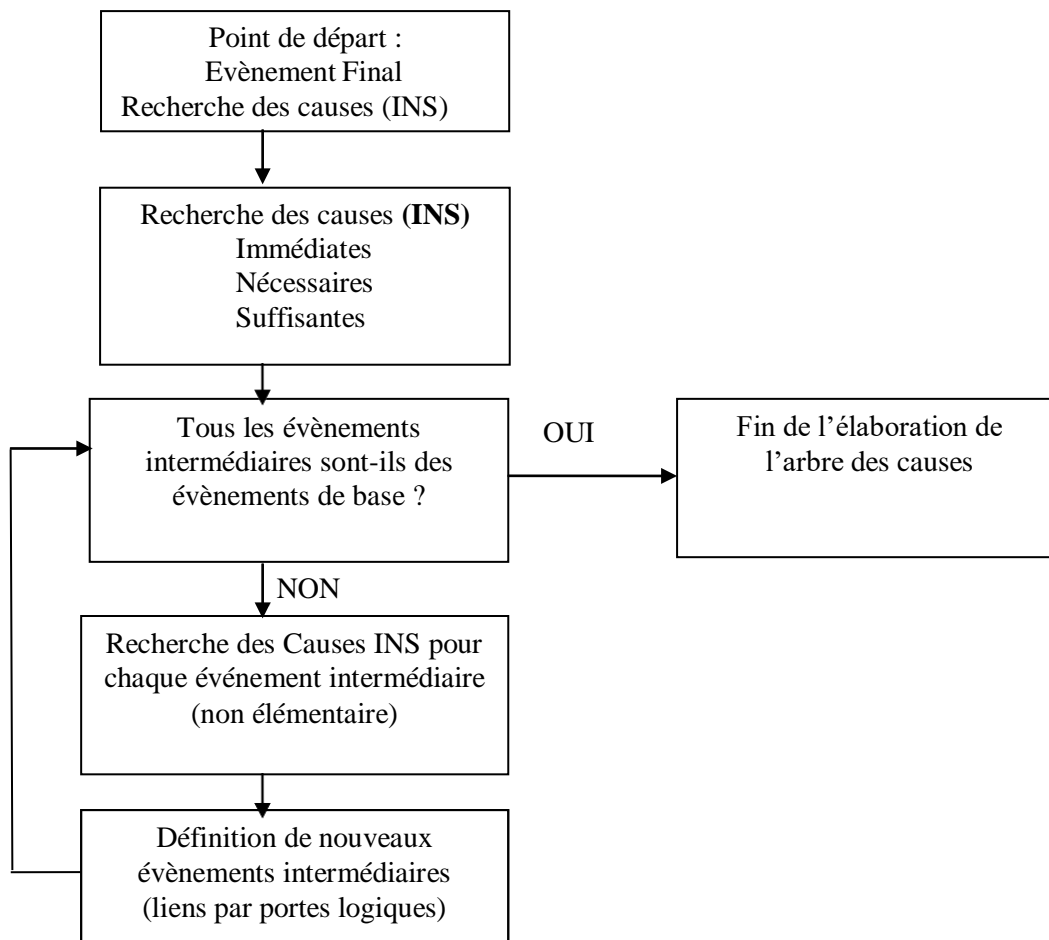 Point de départ :
Evènement Final
Recherche des causes (INS)
Recherche des causes (INS)
Immédiates
Nécessaires
Suffisantes
Tous les évènements
intermédiaires sont-ils des
évènements de base ?
OUI
Fin de l’élaboration de
l’arbre des causes
NON
Recherche des Causes INS pour
chaque événement intermédiaire
(non élémentaire)
Définition de nouveaux
évènements intermédiaires
(liens par portes logiques)